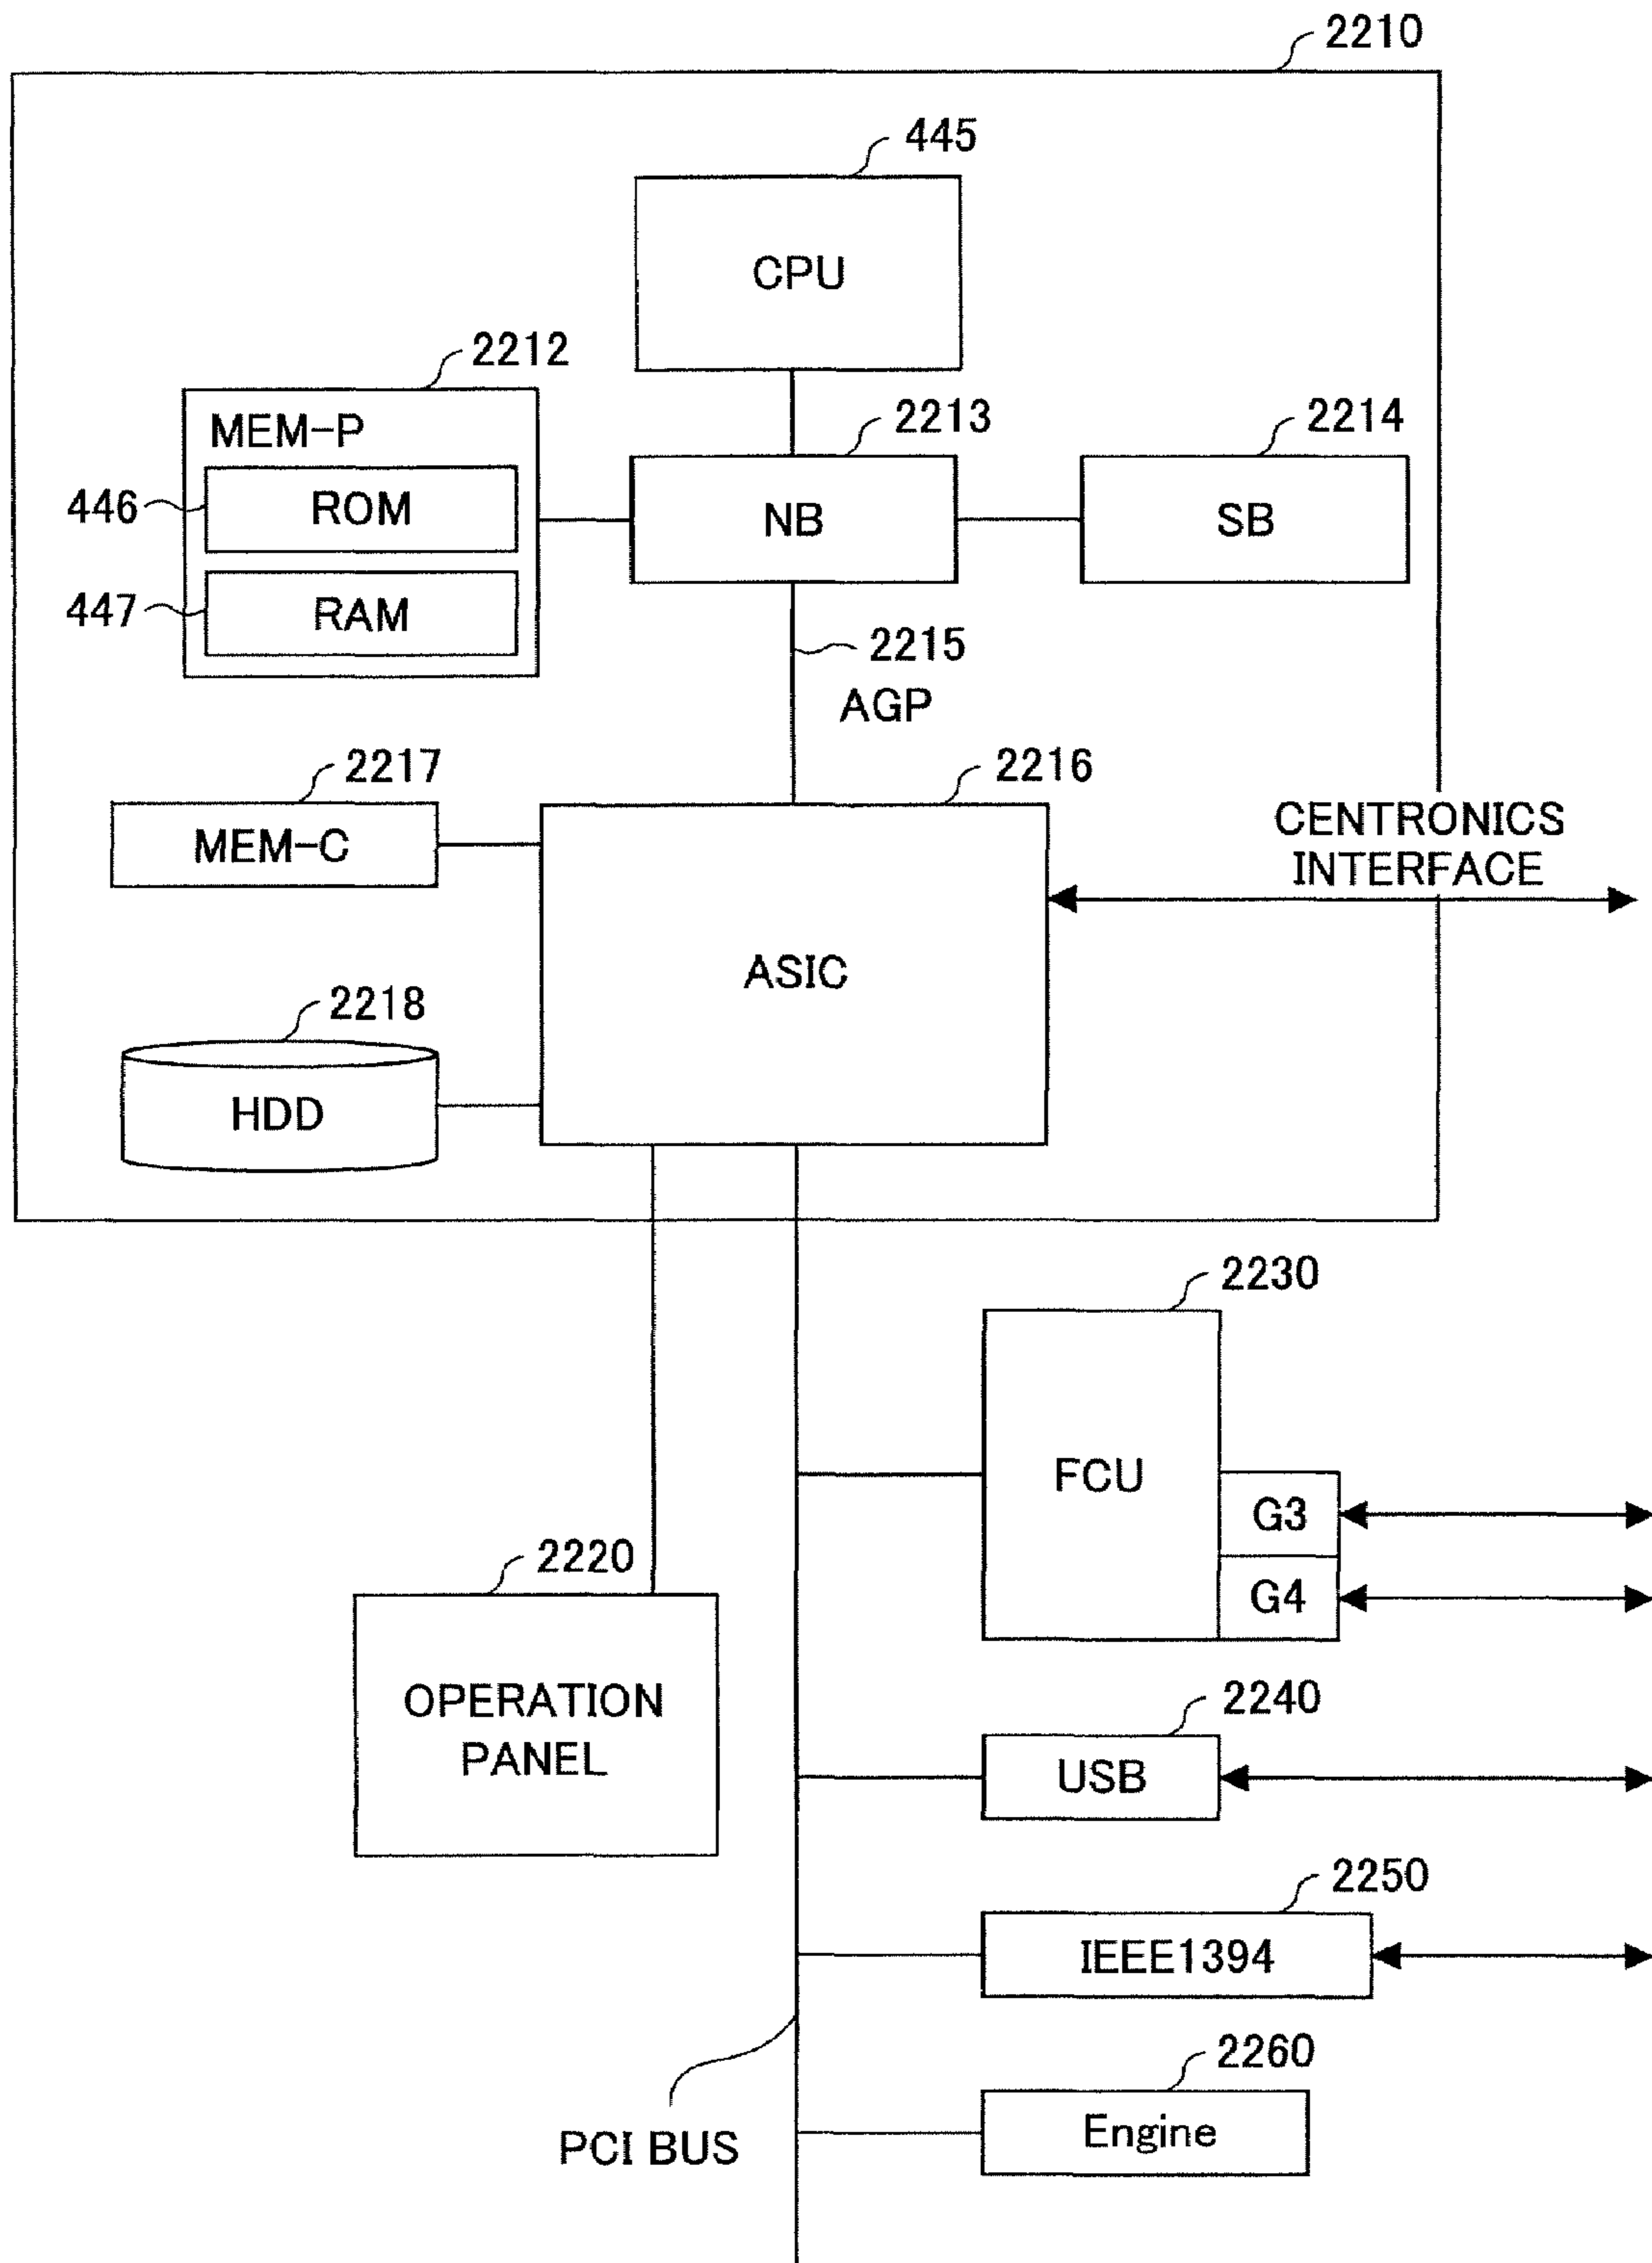 2210
445
CPU
2212
MEM-P
446
ROM
447
RAM
2213
NB
2214
SB
2215
AGP
2217
MEM-C
2216
ASIC
CENTRONICS
INTERFACE
2218
HDD
2230
FCU
G3
G4
2220
OPERATION
PANEL
2240
USB
2250
IEEE1394
2260
Engine
PCI BUS